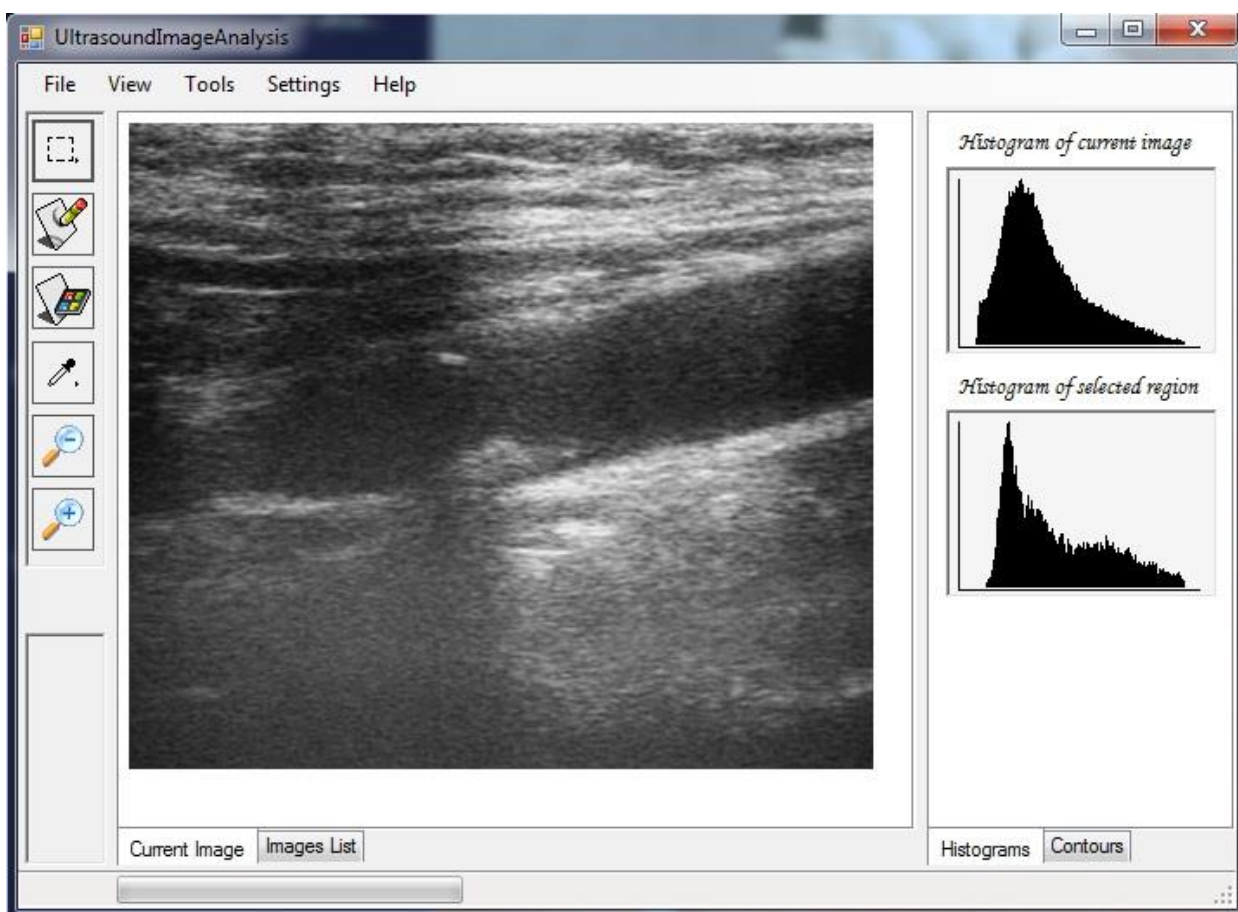 UltrasoundImageAnalysis
File View Tools Settings Help
Histogram of current image
Histogram of selected region
Current Image Images List
Histograms Contours